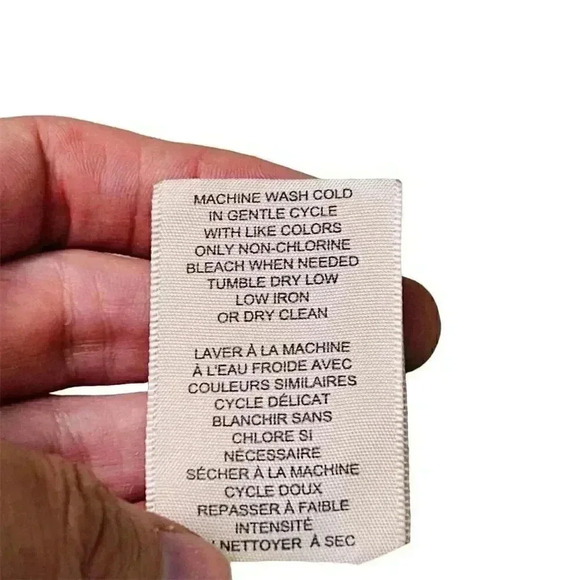 MACHINE WASH COLD
IN GENTLE CYCLE
WITH LIKE COLORS
ONLY NON-CHLORINE
BLEACH WHEN NEEDED
TUMBLE DRY LOW
LOW IRON
OR DRY CLEAN
LAVER À LA MACHINE
À L'EAU FROIDE AVEC
COULEURS SIMILAIRES
CYCLE DÉLICAT
BLANCHIR SANS
CHLORE SI
NÉCESSAIRE
SÉCHER À LA MACHINE
CYCLE DOUX
REPASSER À FAIBLE
INTENSITÉ
NETTOYER À SEC